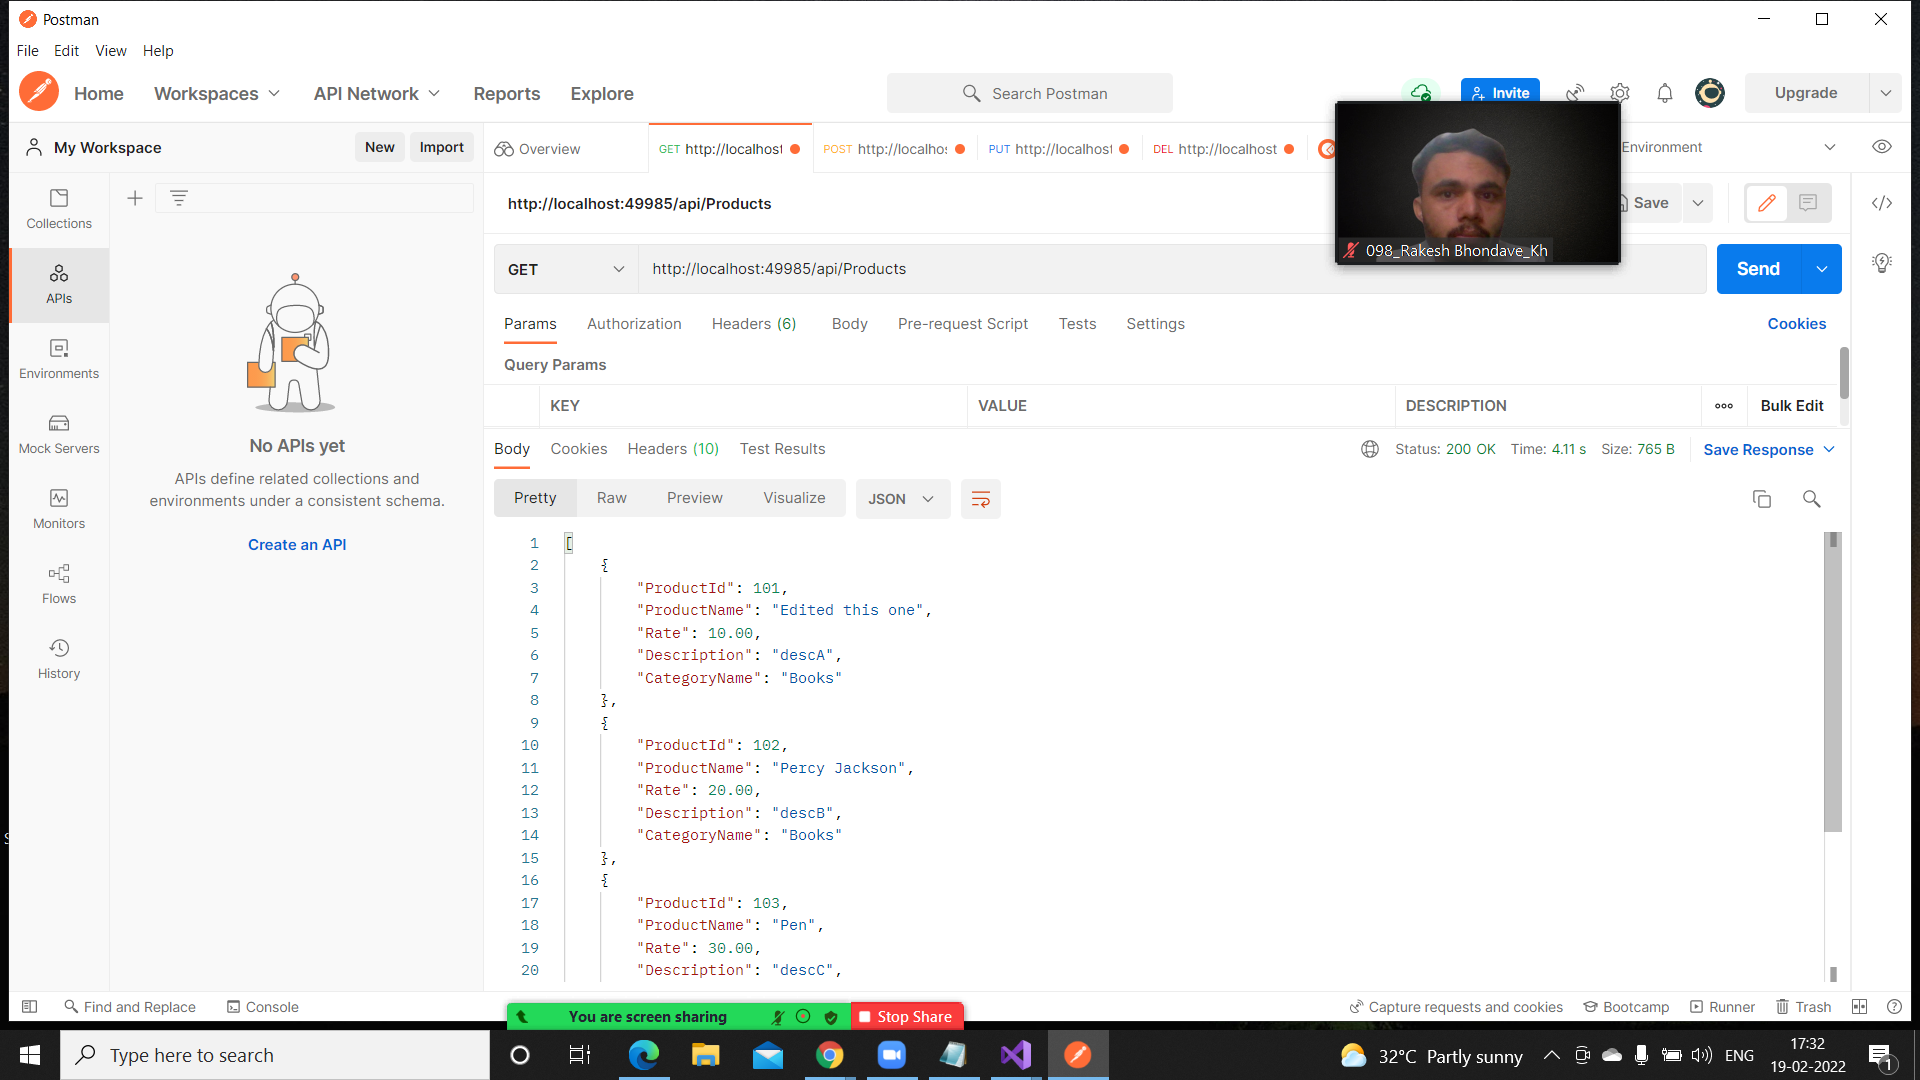 Postman
File Edit View Help
Home Workspaces API Network Reports Explore Search Postman Invite Upgrade
My Workspace New Import Overview GET http://localhost POST http://localho: PUT http://localhost DEL http://localhost Environment
http://localhost:49985/api/Products Save
098_Rakesh Bhondave_Kh
GET http://localhost:49985/api/Products Send
Params Authorization Headers (6) Body Pre-request Script Tests Settings Cookies
Query Params
KEY VALUE DESCRIPTION Bulk Edit
Body Cookies Headers (10) Test Results Status: 200 OK Time: 4.11 s Size: 765 B Save Response
Pretty Raw Preview Visualize JSON
Collections
APIs
Environments
Mock Servers
Monitors
Flows
History
No APIs yet
APIs define related collections and
environments under a consistent schema.
Create an API
1 [
2 {
3 "ProductId": 101,
4 "ProductName": "Edited this one",
5 "Rate": 10.00,
6 "Description": "descA",
7 "CategoryName": "Books"
8 },
9 {
10 "ProductId": 102,
11 "ProductName": "Percy Jackson",
12 "Rate": 20.00,
13 "Description": "descB",
14 "CategoryName": "Books"
15 },
16 {
17 "ProductId": 103,
18 "ProductName": "Pen",
19 "Rate": 30.00,
20 "Description": "descC",
Find and Replace Console Capture requests and cookies Bootcamp Runner Trash
You are screen sharing Stop Share
Type here to search 32°C Partly sunny ENG 17:32
19-02-2022 1